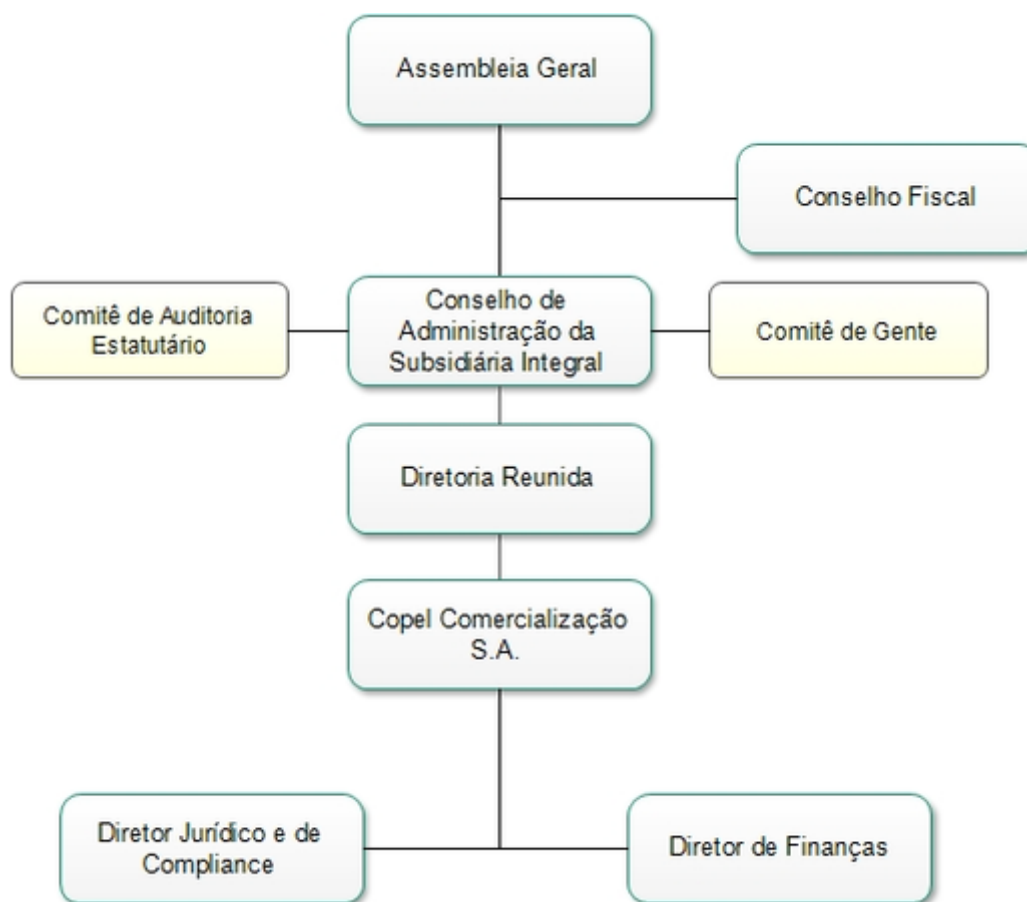 Assembleia Geral
Conselho Fiscal
Comitê de Auditoria
Estatutário
Conselho de
Administração da
Subsidiária Integral
Comitê de Gente
Diretoria Reunida
Copel Comercialização
S.A.
Diretor Jurídico e de
Compliance
Diretor de Finanças